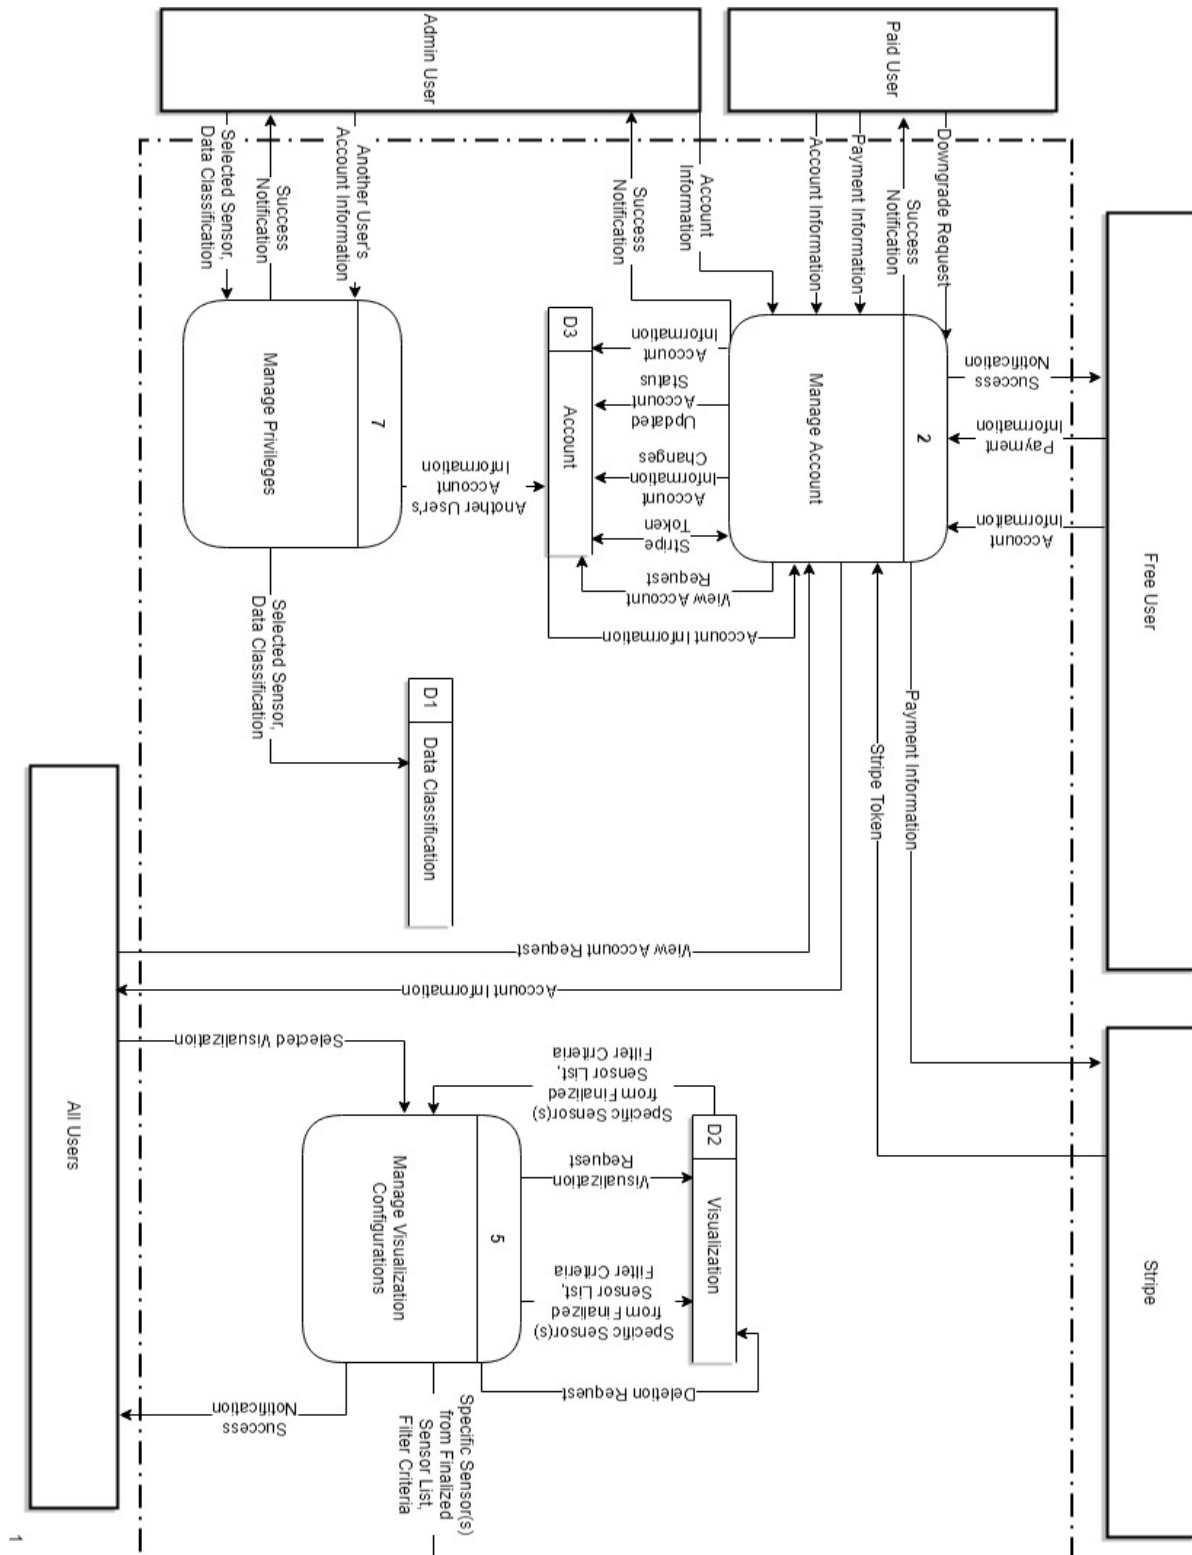 Admin User
Paid User
Selected Sensor,
Data Classification
Success
Notification
Another User's
Account Information
Success
Notification
Account
Information
Account Information
Payment Information
Success
Notification
Downgrade Request
7
Manage Privileges
D3
Account
2
Manage Account
Account
Information
Updated
Account
Status
Account
Information
Changes
Stripe
Token
View Account
Request
Account Information
Another User's
Account
Information
Success
Notification
Payment
Information
Account
Informaiton
Free User
Selected Sensor,
Data Classification
D1
Data Classification
Payment Information
Stripe Token
View Account Request
Account Information
Selected Visualization
All Users
Stripe
Specific Sensor(s)
from Finalized
Sensor List,
Filter Criteria
D2
Visualization
Visualization
Request
5
Manage Visualization
Configurations
Specific Sensor(s)
from Finalized
Sensor List,
Filter Criteria
Deletion Request
Success
Notification
Specific Sensor(s)
from Finalized
Sensor List,
Filter Criteria
1